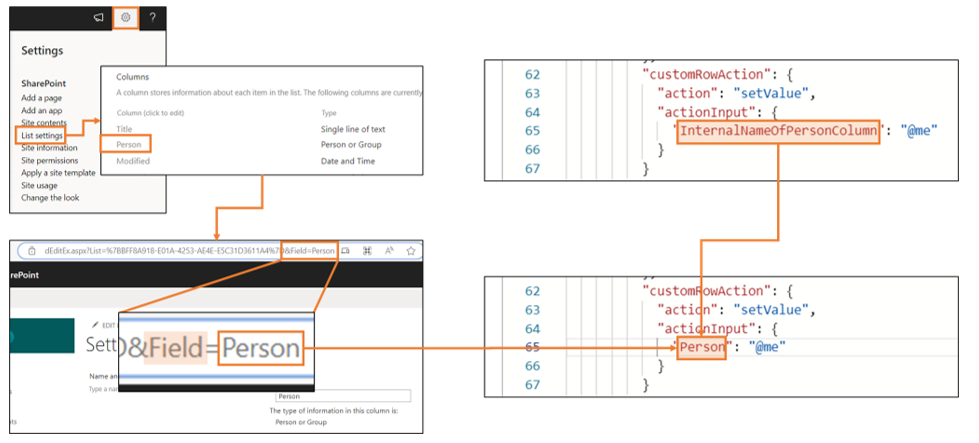 ?
Settings
SharePoint
Add a page
Add an app
Site contents
List settings
Site information
Site permissions
Apply a site template
Site usage
Change the look
Columns
A column stores information about each item in the list. The following columns are currently
Column (click to edit)
Type
Title
Single line of text
Person
Person or Group
Modified
Date and Time
dEditEx.aspx?List=%7BBFF8A918-E01A-4253-AE4E-E5C31D3611A4%7D&Field=Person
rePoint
EDIT
Sett
&Field=Person
Name an
Type a na
Person
The type of information in this column is:
Person or Group
nts
62 "customRowAction": {
63 "action": "setValue",
64 "actionInput": {
65 "InternalNameOfPersonColumn": "@me"
66 }
67 }
62 "customRowAction": {
63 "action": "setValue",
64 "actionInput": {
65 "Person": "@me"
66 }
67 }